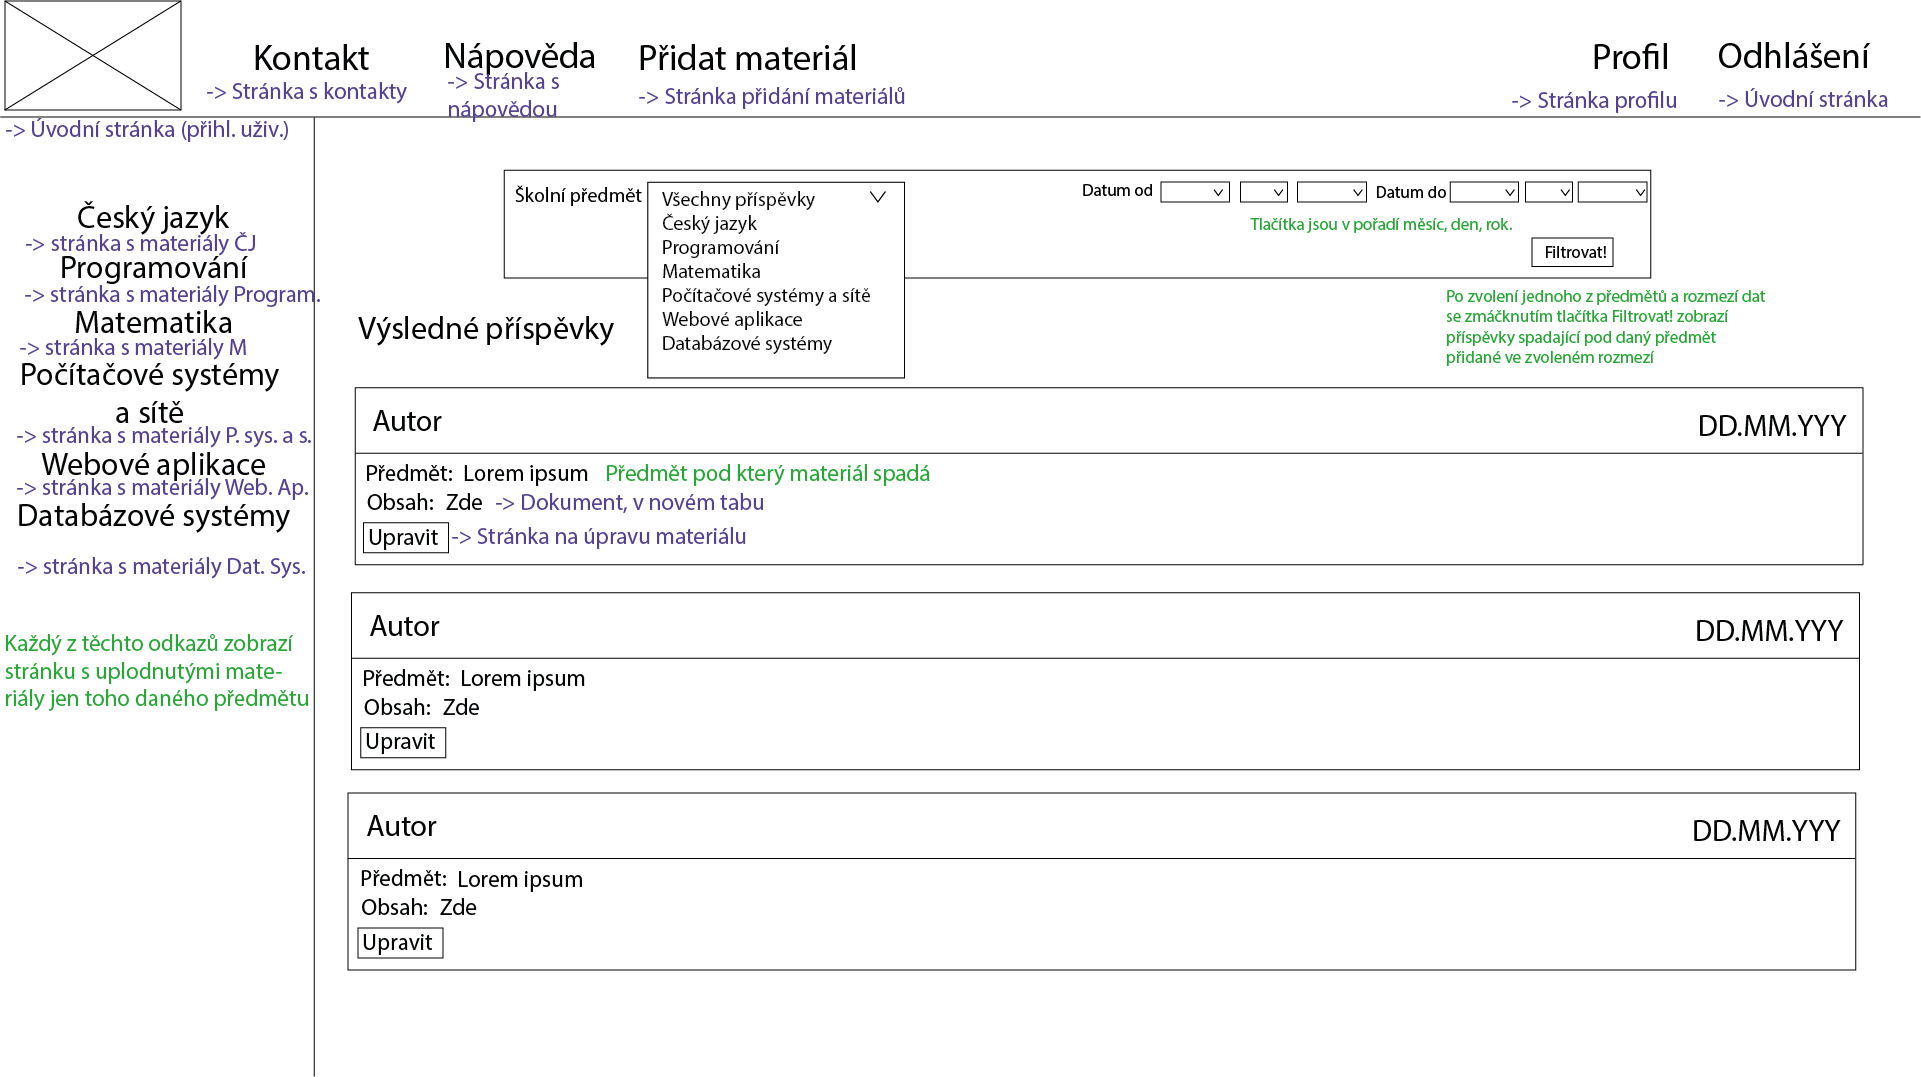 Kontakt
-> Stránka s kontakty
Nápověda
-> Stránka s
nápovědou
Přidat materiál
-> Stránka přidání materiálů
Profil
-> Stránka profilu
Odhlášení
-> Úvodní stránka
-> Úvodní stránka (přihl. uživ.)
Český jazyk
-> stránka s materiály ČJ
Programování
-> stránka s materiály Program.
Matematika
-> stránka s materiály M
Počítačové systémy
a sítě
-> stránka s materiály P. sys. a s.
Webové aplikace
-> stránka s materiály Web. Ap.
Databázové systémy
-> stránka s materiály Dat. Sys.
Každý z těchto odkazů zobrazí
stránku s uplodnutými mate-
riály jen toho daného předmětu
Školní předmět
Všechny příspěvky
Český jazyk
Programování
Matematika
Počítačové systémy a sítě
Webové aplikace
Databázové systémy
Datum od
Datum do
Tlačítka jsou v pořadí měsíc, den, rok.
Filtrovat!
Po zvolení jednoho z předmětů a rozmezí dat
se zmáčknutím tlačítka Filtrovat! zobrazí
příspěvky spadající pod daný předmět
přidané ve zvoleném rozmezí
Výsledné příspěvky
Autor
DD.MM.YYY
Předmět: Lorem ipsum Předmět pod který materiál spadá
Obsah: Zde -> Dokument, v novém tabu
Upravit -> Stránka na úpravu materiálu
Autor
DD.MM.YYY
Předmět: Lorem ipsum
Obsah: Zde
Upravit
Autor
DD.MM.YYY
Předmět: Lorem ipsum
Obsah: Zde
Upravit